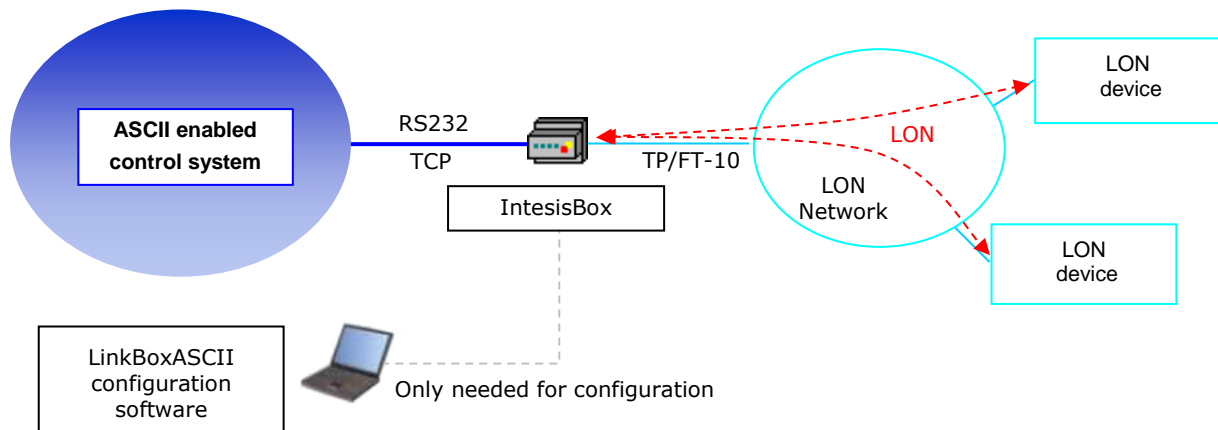 ASCII enabled
control system
RS232
TCP
IntesisBox
TP/FT-10
LON
LON
Network
LON
device
LON
device
LinkBoxASCII
configuration
software
Only needed for configuration